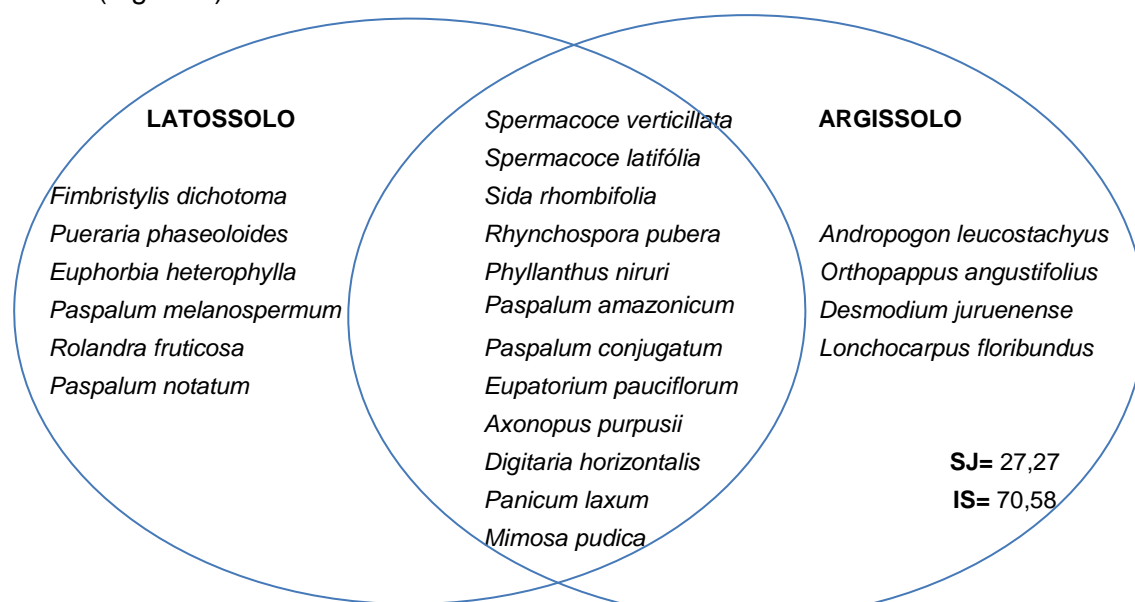 LATOSSOLO
Fimbristylis dichotoma
Pueraria phaseoloides
Euphorbia heterophylla
Paspalum melanospermum
Rolandra fruticosa
Paspalum notatum
Spermacoce verticillata
Spermacoce latifólia
Sida rhombifolia
Rhynchospora pubera
Phyllanthus niruri
Paspalum amazonicum
Paspalum conjugatum
Eupatorium pauciflorum
Axonopus purpusii
Digitaria horizontalis
Panicum laxum
Mimosa pudica
ARGISSOLO
Andropogon leucostachyus
Orthopappus angustifolius
Desmodium juruenense
Lonchocarpus floribundus
SJ= 27,27
IS= 70,58